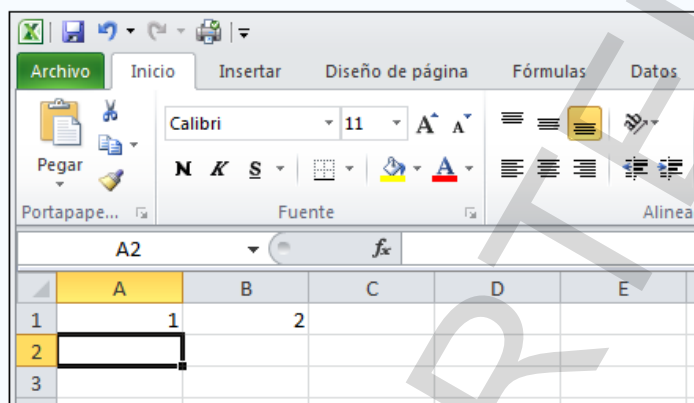 Archivo Inicio Insertar Diseño de página Fórmulas Datos
Calibri 11 A A
Pegar N K S A
Portapape... Fuente Alinea
A2 fx
A B C D E
1 1 2
2
3